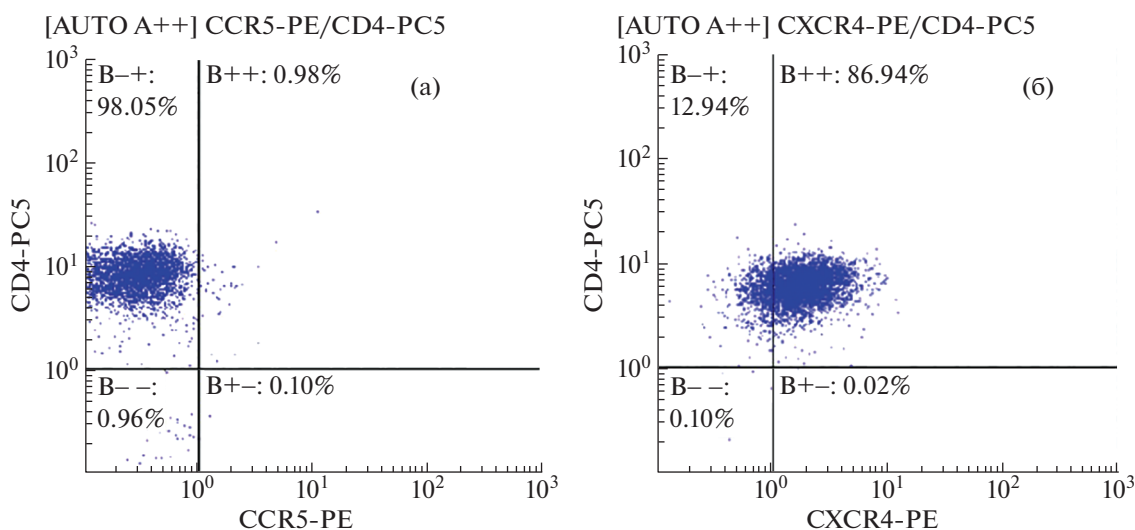 [AUTO A++] CCR5-PE/CD4-PC5
10³
B–+:
98.05%
B++: 0.98%
(а)
10²
CD4-PC5
10¹
10⁰
B– –:
0.96%
B+–: 0.10%
10⁰
10¹
10²
10³
CCR5-PE
[AUTO A++] CXCR4-PE/CD4-PC5
10³
B–+:
12.94%
B++: 86.94%
(б)
10²
CD4-PC5
10¹
10⁰
B– –:
0.10%
B+–: 0.02%
10⁰
10¹
10²
10³
CXCR4-PE